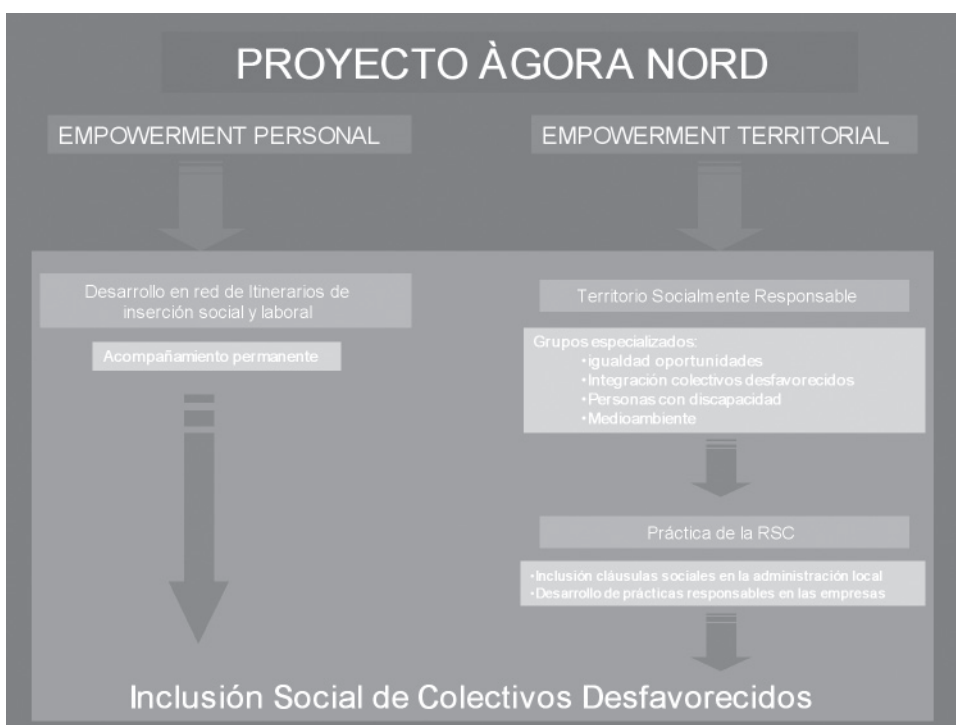 PROYECTO ÀGORA NORD
EMPOWERMENT PERSONAL
Desarrollo en red de Itinerarios de
inserción social y laboral
Acompañamiento permanente
EMPOWERMENT TERRITORIAL
Territorio Socialmente Responsable
Grupos especializados:
•igualdad oportunidades
•Integración colectivos desfavorecidos
•Personas con discapacidad
•Medioambiente
Práctica de la RSC
•Inclusión cláusulas sociales en la administración local
•Desarrollo de prácticas responsables en las empresas
Inclusión Social de Colectivos Desfavorecidos